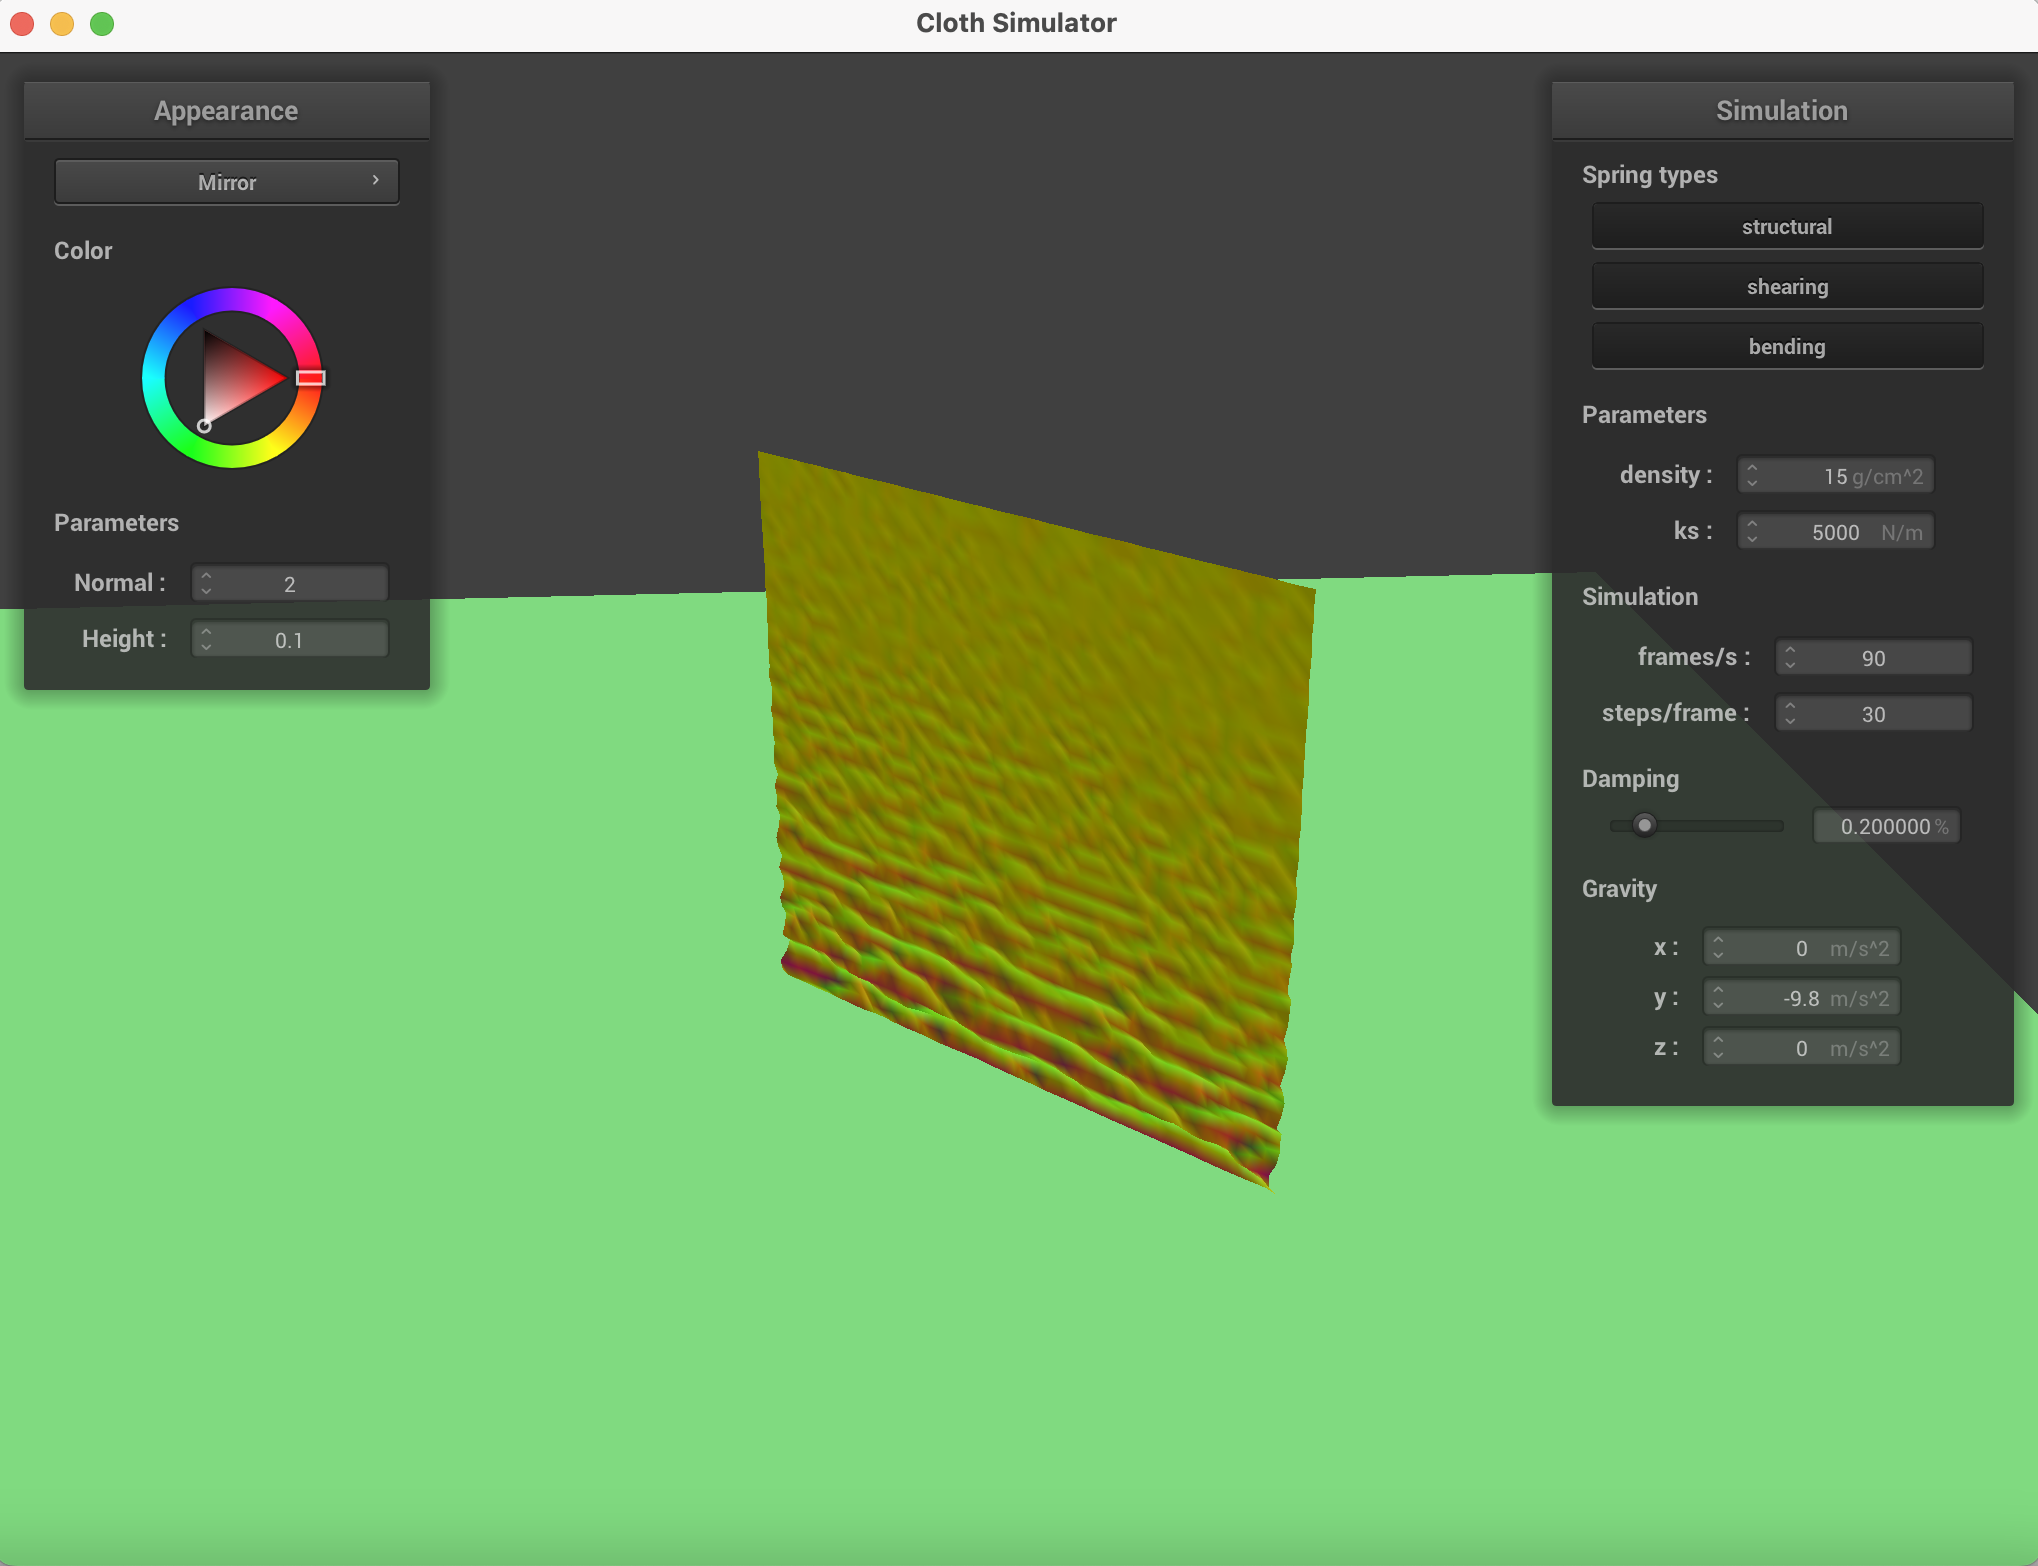 Cloth Simulator
Appearance
Mirror
Color
Parameters
Normal : 2
Height : 0.1
Simulation
Spring types
structural
shearing
bending
Parameters
density : 15 g/cm^2
ks : 5000 N/m
Simulation
frames/s : 90
steps/frame : 30
Damping
0.200000 %
Gravity
x : 0 m/s^2
y : -9.8 m/s^2
z : 0 m/s^2